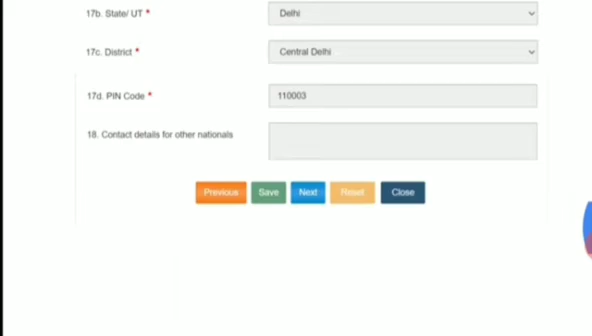 17b. State/ UT * Delhi
17c. District * Central Delhi
17d. PIN Code * 110003
18. Contact details for other nationals
Previous Save Next Reset Close